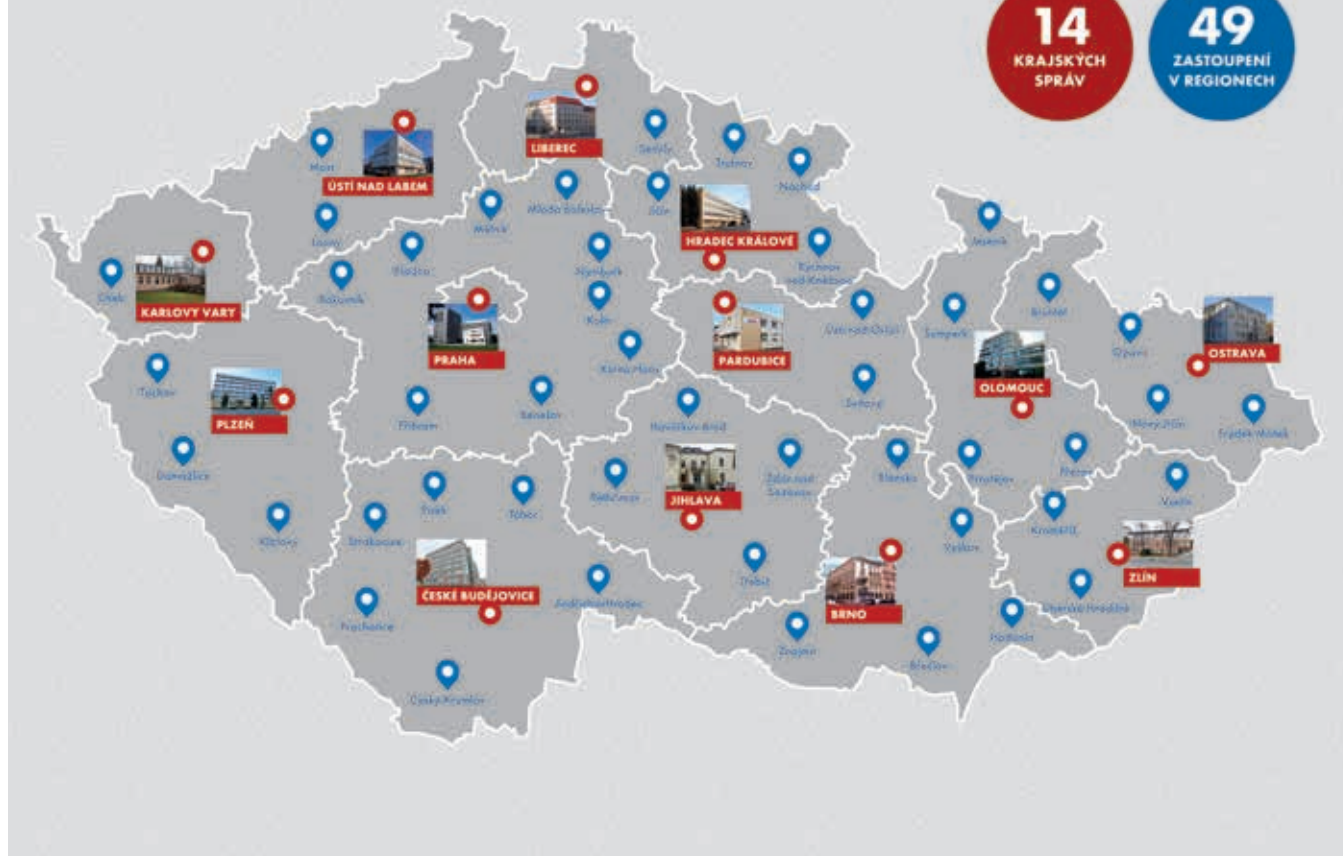 14
KRAJSKÝCH
SPRÁV
49
ZASTOUPENÍ
V REGIONECH
LIBEREC
Semily
Trutnov
Most
ÚSTÍ NAD LABEM
Náchod
Mladá Boleslav
Jičín
Mělník
Louny
HRADEC KRÁLOVÉ
Jeseník
Kladno
Nymburk
Rychnov
nad Kněžnou
Cheb
Rakovník
KARLOVY VARY
Kolín
Bruntál
PRAHA
PARDUBICE
Ústí nad Orlicí
Šumperk
Opava
OSTRAVA
Kutná Hora
OLOMOUC
Tachov
Svitavy
PLZEŇ
Příbram
Benešov
Havlíčkův Brod
Nový Jičín
Frýdek-Místek
Domažlice
Pelhřimov
JIHLAVA
Žďár nad
Sázavou
Blansko
Prostějov
Přerov
Vsetín
Písek
Tábor
Klatovy
Strakonice
Vyškov
Kroměříž
ČESKÉ BUDĚJOVICE
Třebíč
ZLÍN
Jindřichův Hradec
BRNO
Uherské Hradiště
Prachatice
Znojmo
Hodonín
Břeclav
Český Krumlov